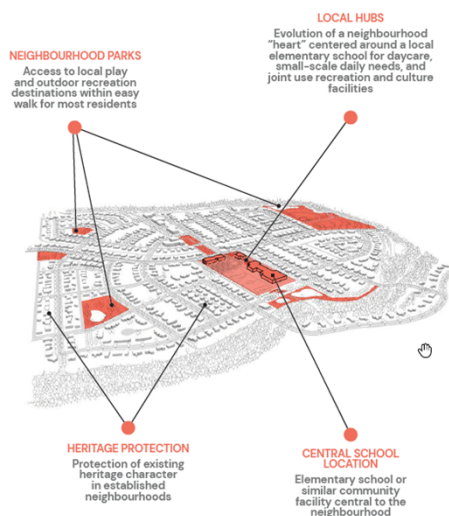 LOCAL HUBS
Evolution of a neighbourhood
“heart” centered around a local
elementary school for daycare,
small-scale daily needs, and
joint use recreation and culture
facilities
NEIGHBOURHOOD PARKS
Access to local play
and outdoor recreation
destinations within easy
walk for most residents
HERITAGE PROTECTION
Protection of existing
heritage character
in established
neighbourhoods
CENTRAL SCHOOL
LOCATION
Elementary school or
similar community
facility central to the
neighbourhood